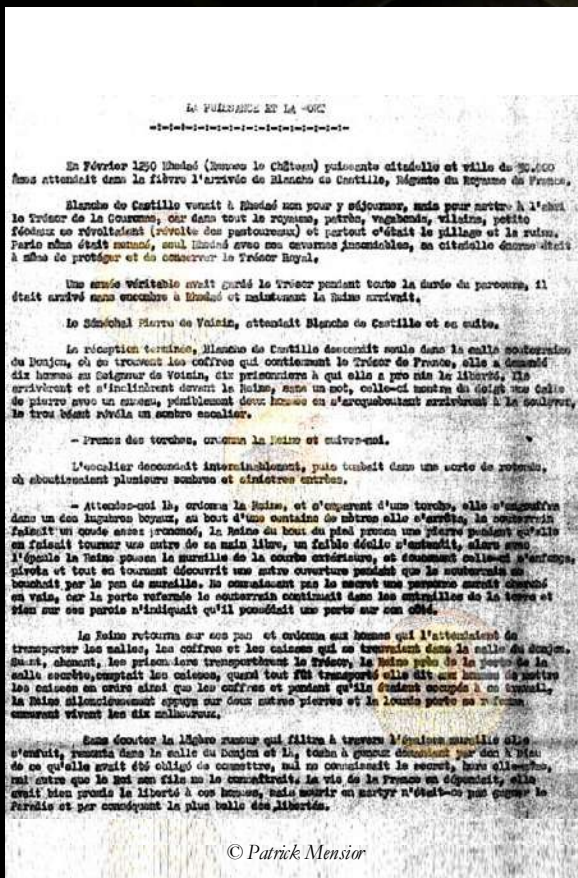 LA PUISSANCE ET LA MORT
-:-:-:-:-:-:-:-:-:-:-:-:-:-:-:-
En Février 1250 Rhedaé (Rennes le Château) puissante citadelle et ville de 30.000
âmes attendait dans la fièvre l'arrivée de Blanche de Castille, Régente du Royaume de France.
Blanche de Castille venait à Rhedaé non pour y séjourner, mais pour mettre à l'abri
le Trésor de la Couronne, car dans tout le royaume, patrès, vagabonds, vilains, petits
féodaux se révoltaient (révolte des pastoureaux) et partout c'était le pillage et la ruine.
Paris même était menacé, seul Rhedaé avec ses cavernes insondables, sa citadelle énorme était
à même de protéger et de conserver le Trésor Royal.
Une armée véritable avait gardé le Trésor pendant toute la durée du parcours, il
était arrivé sans encombre à Rhedaé et maintenant la Reine arrivait.
Le Sénéchal Pierre de Voisin, attendait Blanche de Castille et sa suite.
La réception terminée, Blanche de Castille descendit seule dans la salle souterraine
du Donjon, où se trouvent les coffres qui contiennent le Trésor de France, elle a demandé
dix hommes au Seigneur de Voisin, dix prisonniers à qui elle a pro mis la liberté. Ils
arrivèrent et s'inclinèrent devant la Reine, sans un mot, celle-ci montra du doigt une dalle
de pierre avec un anneau, péniblement deux hommes en s'arqueboutant arrivèrent à la soulever,
le trou béant révéla un sombre escalier.
- Prenez des torches, ordonna la Reine et suivez-moi.
L'escalier descendait interminablement, puis tombait dans une sorte de rotonde,
où aboutissaient plusieurs sombres et sinistres entrées.
- Attendez-moi là, ordonna la Reine, et s'emparant d'une torche, elle s'engouffra
dans un des lugubres boyaux, au bout d'une centaine de mètres elle s'arrêta, le souterrain
faisait un coude assez prononcé, la Reine du bout du pied pressa une pierre pendant qu'elle
en faisait tourner une autre de sa main libre, un faible déclic s'entendit, alors avec
l'épaule la Reine poussa la muraille de la courbe extérieure, et doucement celle-ci s'enfonça,
pivota et tout en tournant découvrit une autre ouverture pendant que le souterrain se
bouchait par le pan de muraille. Ne connaissant pas le secret une personne aurait cherché
en vain, car la porte refermée le souterrain continuait dans les entrailles de la terre et
rien sur ses parois n'indiquait qu'il possédait une porte sur son côté.
La Reine retourna sur ses pas et ordonna aux hommes qui l'attendaient de
transporter les malles, les coffres et les caisses qui se trouvaient dans la salle du donjon.
Suant, ahanant, les prisonniers transportèrent le Trésor, la Reine près de la porte de la
salle secrète, comptait les caisses, quand tout fût transporté elle dit aux hommes de mettre
les caisses en ordre ainsi que les coffres et pendant qu'ils étaient occupés à ce travail,
la Reine silencieusement appuya sur deux autres pierres et la lourde porte se referma
emmurant vivant les dix malheureux.
Sans écouter la légère rumeur qui filtra à travers l'épaisse muraille elle
s'enfuit, remonta dans la salle du Donjon et là, tomba à genoux demandant pardon à Dieu
de ce qu'elle avait été obligé de commettre, nul ne connaissait le secret, hors elle-même,
nul autre que le Roi son fils ne le connaîtrait. La vie de la France en dépendait, elle
avait bien promis la liberté à ces hommes, mais mourir en martyr n'était-ce pas gagner le
Paradis et par conséquent la plus belle des libertés.
© Patrick Mensior